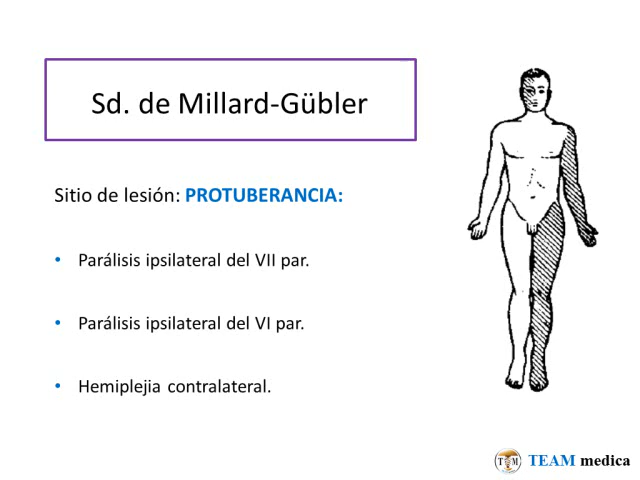 Sd. de Millard-Gübler
Sitio de lesión: PROTUBERANCIA:
• Parálisis ipsilateral del VII par.
• Parálisis ipsilateral del VI par.
• Hemiplejia contralateral.
TEAM medica